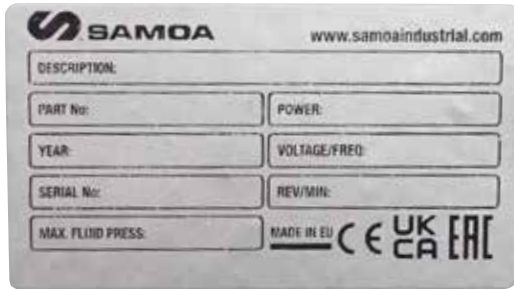 SAMOA www.samoaindustrial.com
DESCRIPTION:
PART No: POWER:
YEAR: VOLTAGE/FREQ:
SERIAL No: REV/MIN:
MAX. FLUID PRESS: MADE IN EU CE UK CA EAC